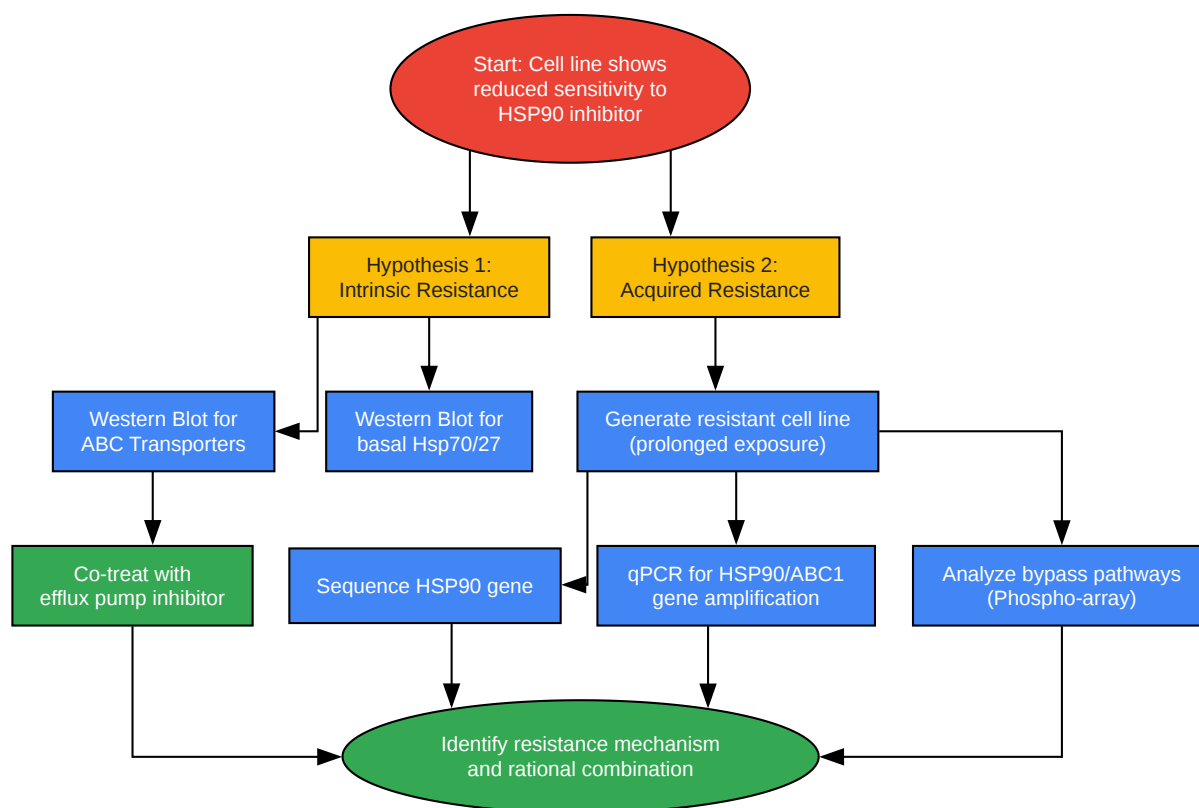 Start: Cell line shows
reduced sensitivity to
HSP90 inhibitor
Hypothesis 1:
Intrinsic Resistance
Hypothesis 2:
Acquired Resistance
Western Blot for
ABC Transporters
Western Blot for
basal Hsp70/27
Generate resistant cell line
(prolonged exposure)
Co-treat with
efflux pump inhibitor
Sequence HSP90 gene
qPCR for HSP90/ABC1
gene amplification
Analyze bypass pathways
(Phospho-array)
Identify resistance mechanism
and rational combination